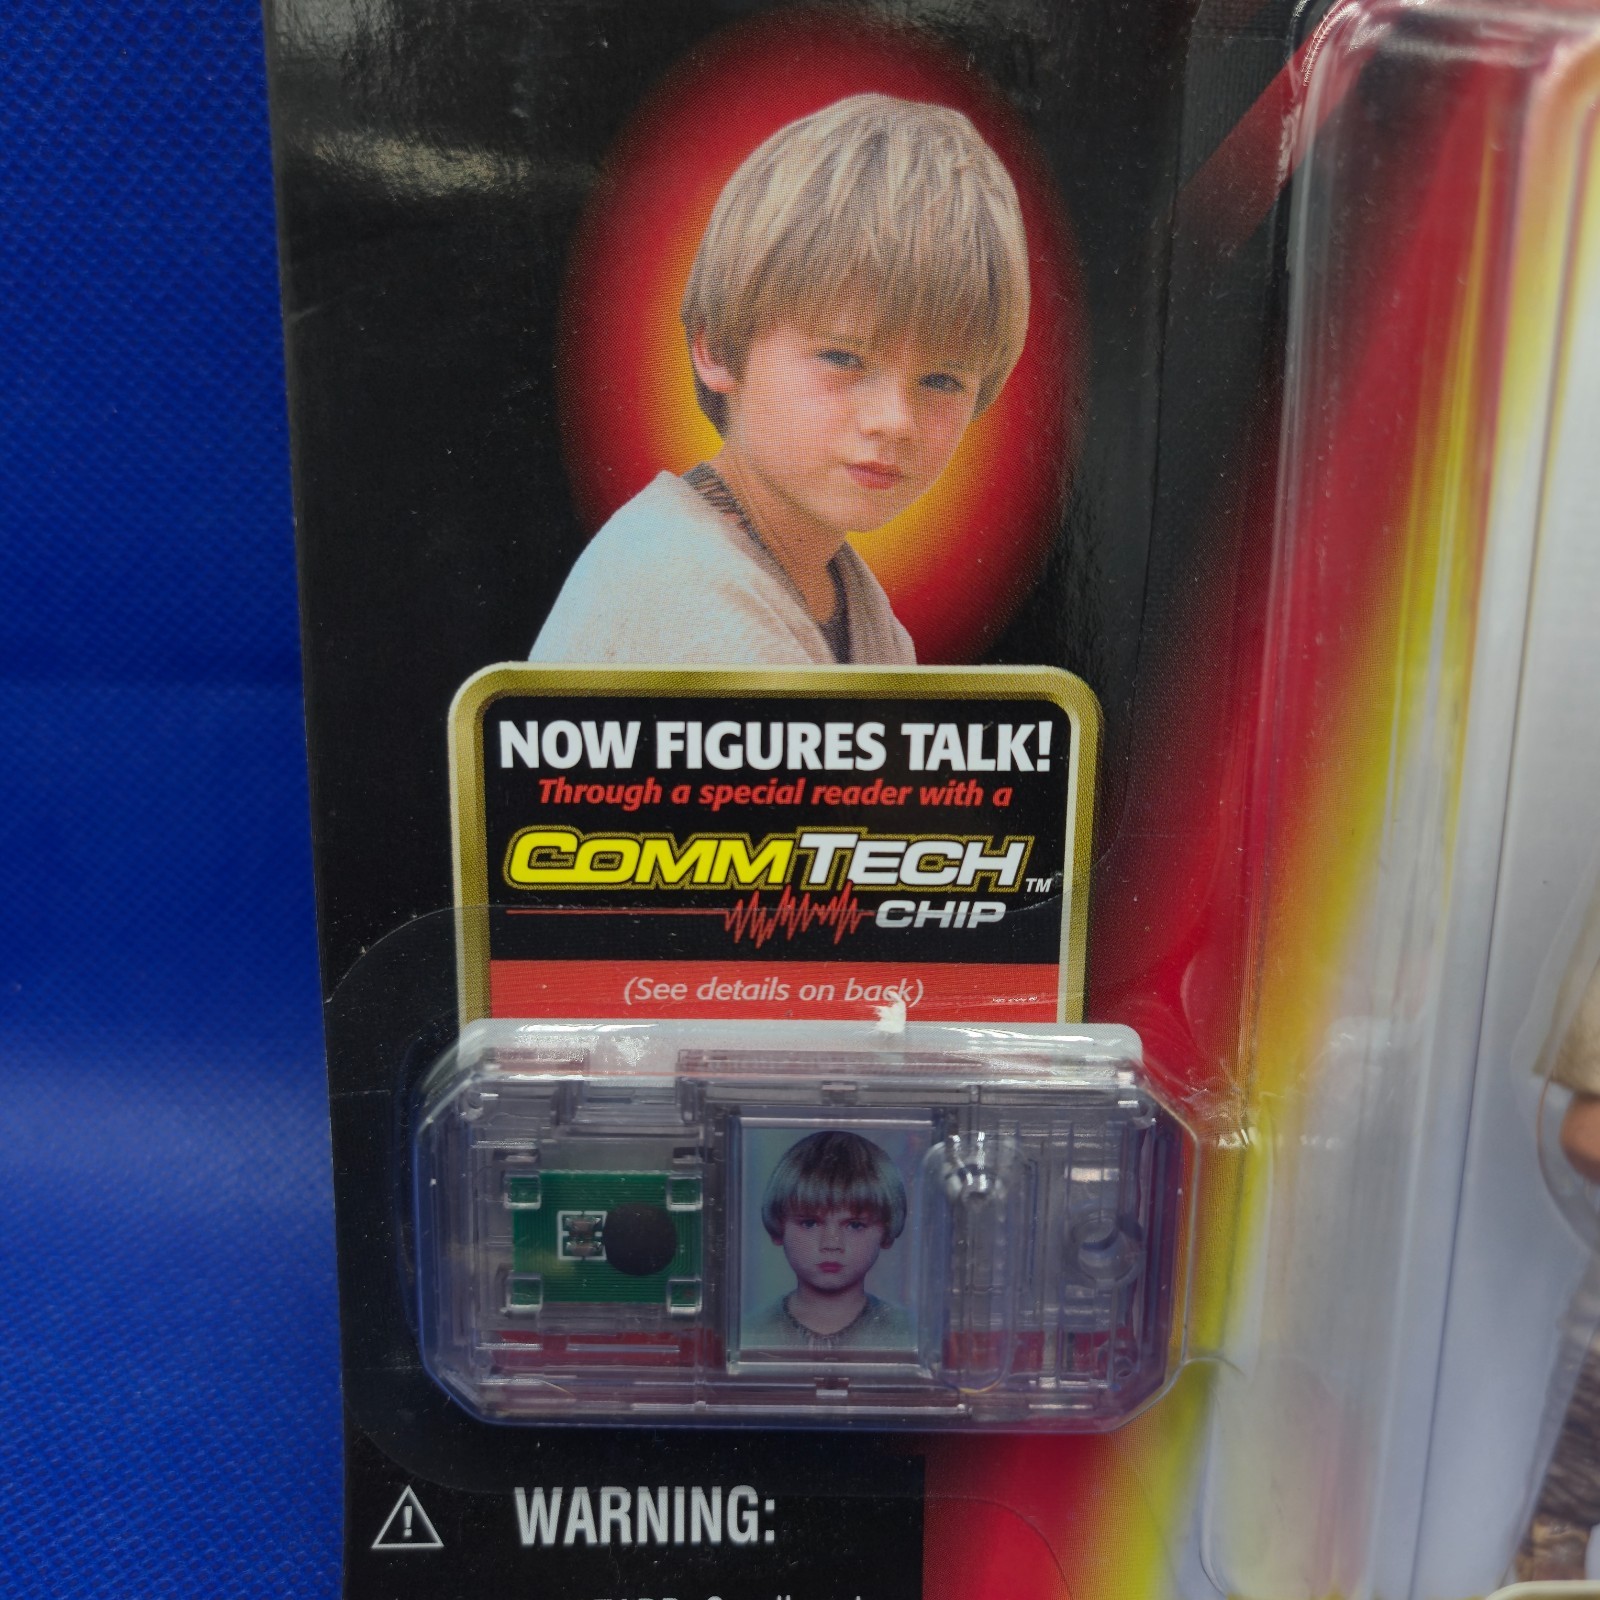 NOW FIGURES TALK!
Through a special reader with a
COMMTECH™
CHIP
(See details on back)
WARNING: